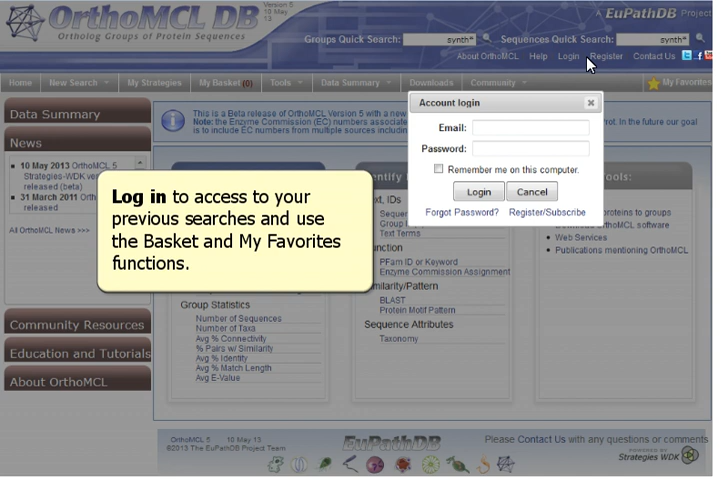 OrthoMCL DB
Version 5
10 May
13
Ortholog Groups of Protein Sequences
A EuPathDB Project
Groups Quick Search: synth* Sequences Quick Search: synth*
About OrthoMCL Help Login Register Contact Us
Home New Search My Strategies My Basket (0) Tools Data Summary Downloads Community My Favorites
Data Summary
News
10 May 2013 OrthoMCL 5
Strategies-WDK
released (beta)
31 March 2011
released
All OrthoMCL News >>>
Community Resources
Education and Tutorials
About OrthoMCL
This is a Beta release of OrthoMCL Version 5 with a new
Note: the Enzyme Commission (EC) numbers
is to include EC numbers from multiple sources
In the future our goal
Account login
Email:
Password:
Remember me on this computer.
Login Cancel
Forgot Password? Register/Subscribe
Log in to access to your
previous searches and use
the Basket and My Favorites
functions.
Group Statistics
Number of Sequences
Number of Taxa
Avg % Connectivity
% Pairs w/ Similarity
Avg % Identity
Avg % Match Length
Avg E-Value
IDs
Text Terms
PFam ID or Keyword
Enzyme Commission Assignment
BLAST
Protein Motif Pattern
Sequence Attributes
Taxonomy
Tools:
proteins to groups
OrthoMCL software
Web Services
Publications mentioning OrthoMCL
OrthoMCL 5 10 May 13
©2013 The EuPathDB Project Team
EuPathDB
Please Contact Us with any questions or comments
POWERED BY
Strategies WDK